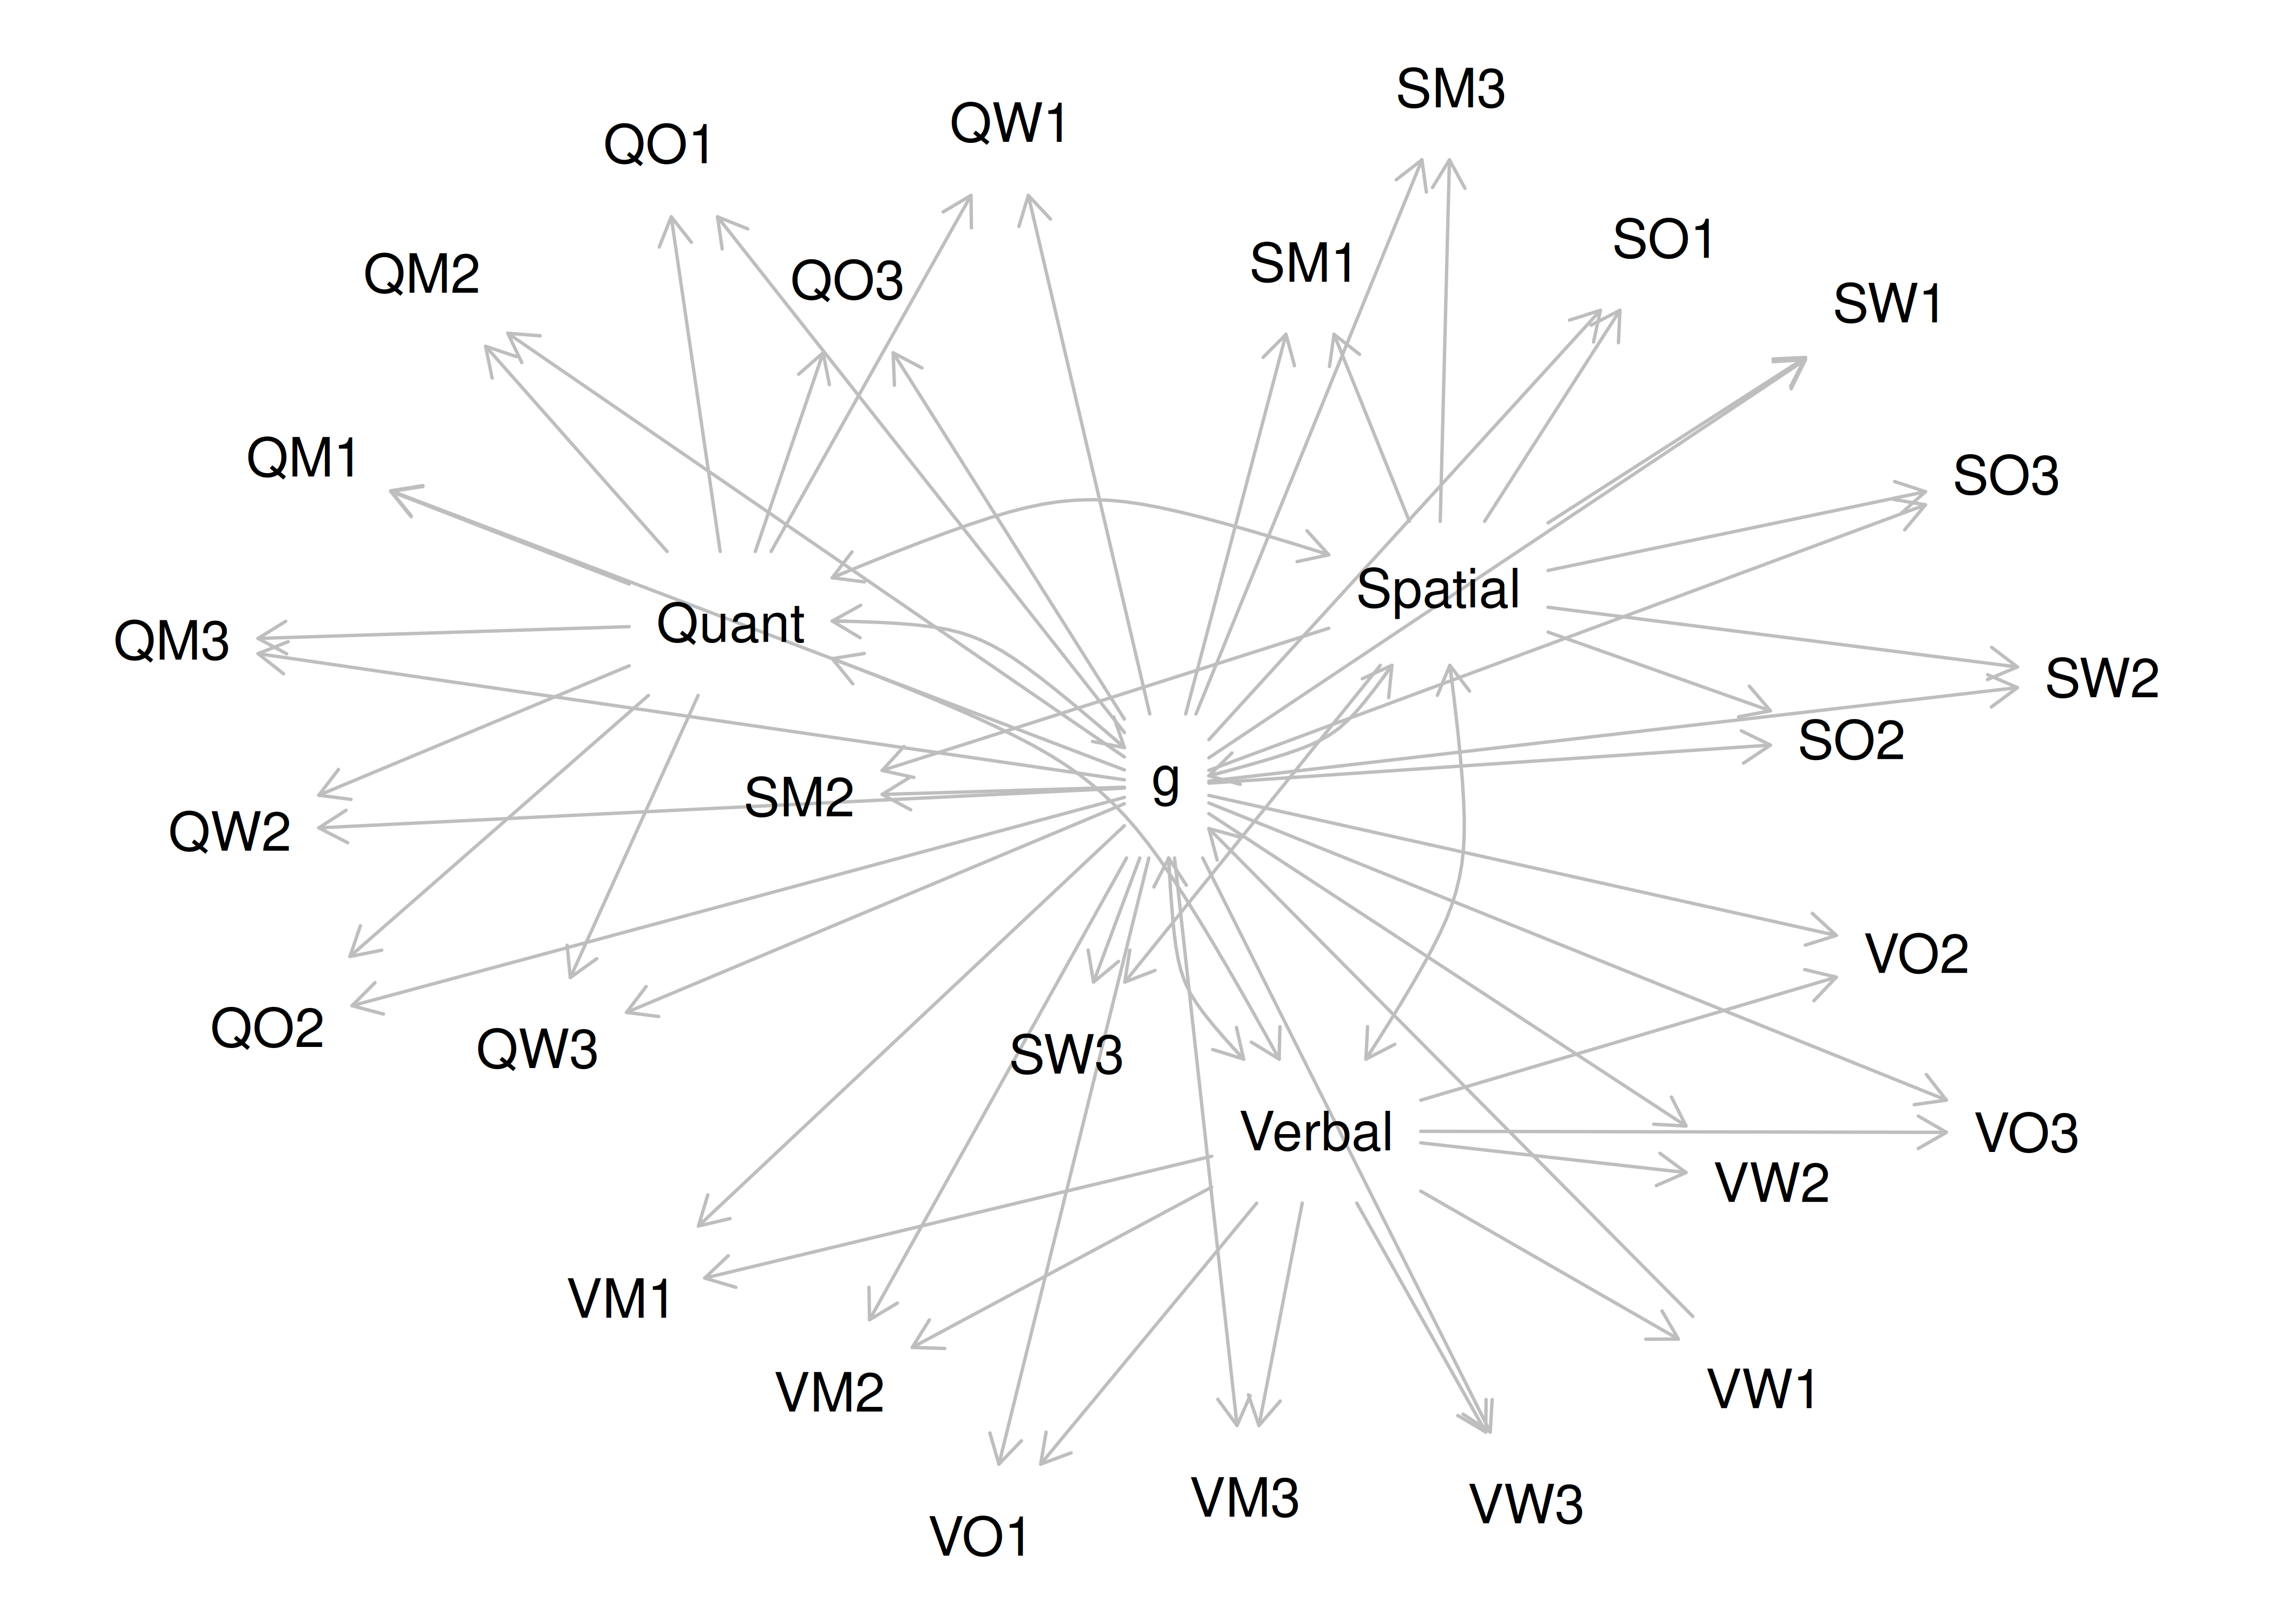 SM3
QW1
QO1
SO1
SM1
QM2
QO3
SW1
QM1
SO3
Spatial
Quant
QM3
SW2
SO2
g
SM2
QW2
VO2
QO2
QW3
SW3
Verbal
VO3
VW2
VM1
VW1
VM2
VM3
VW3
VO1